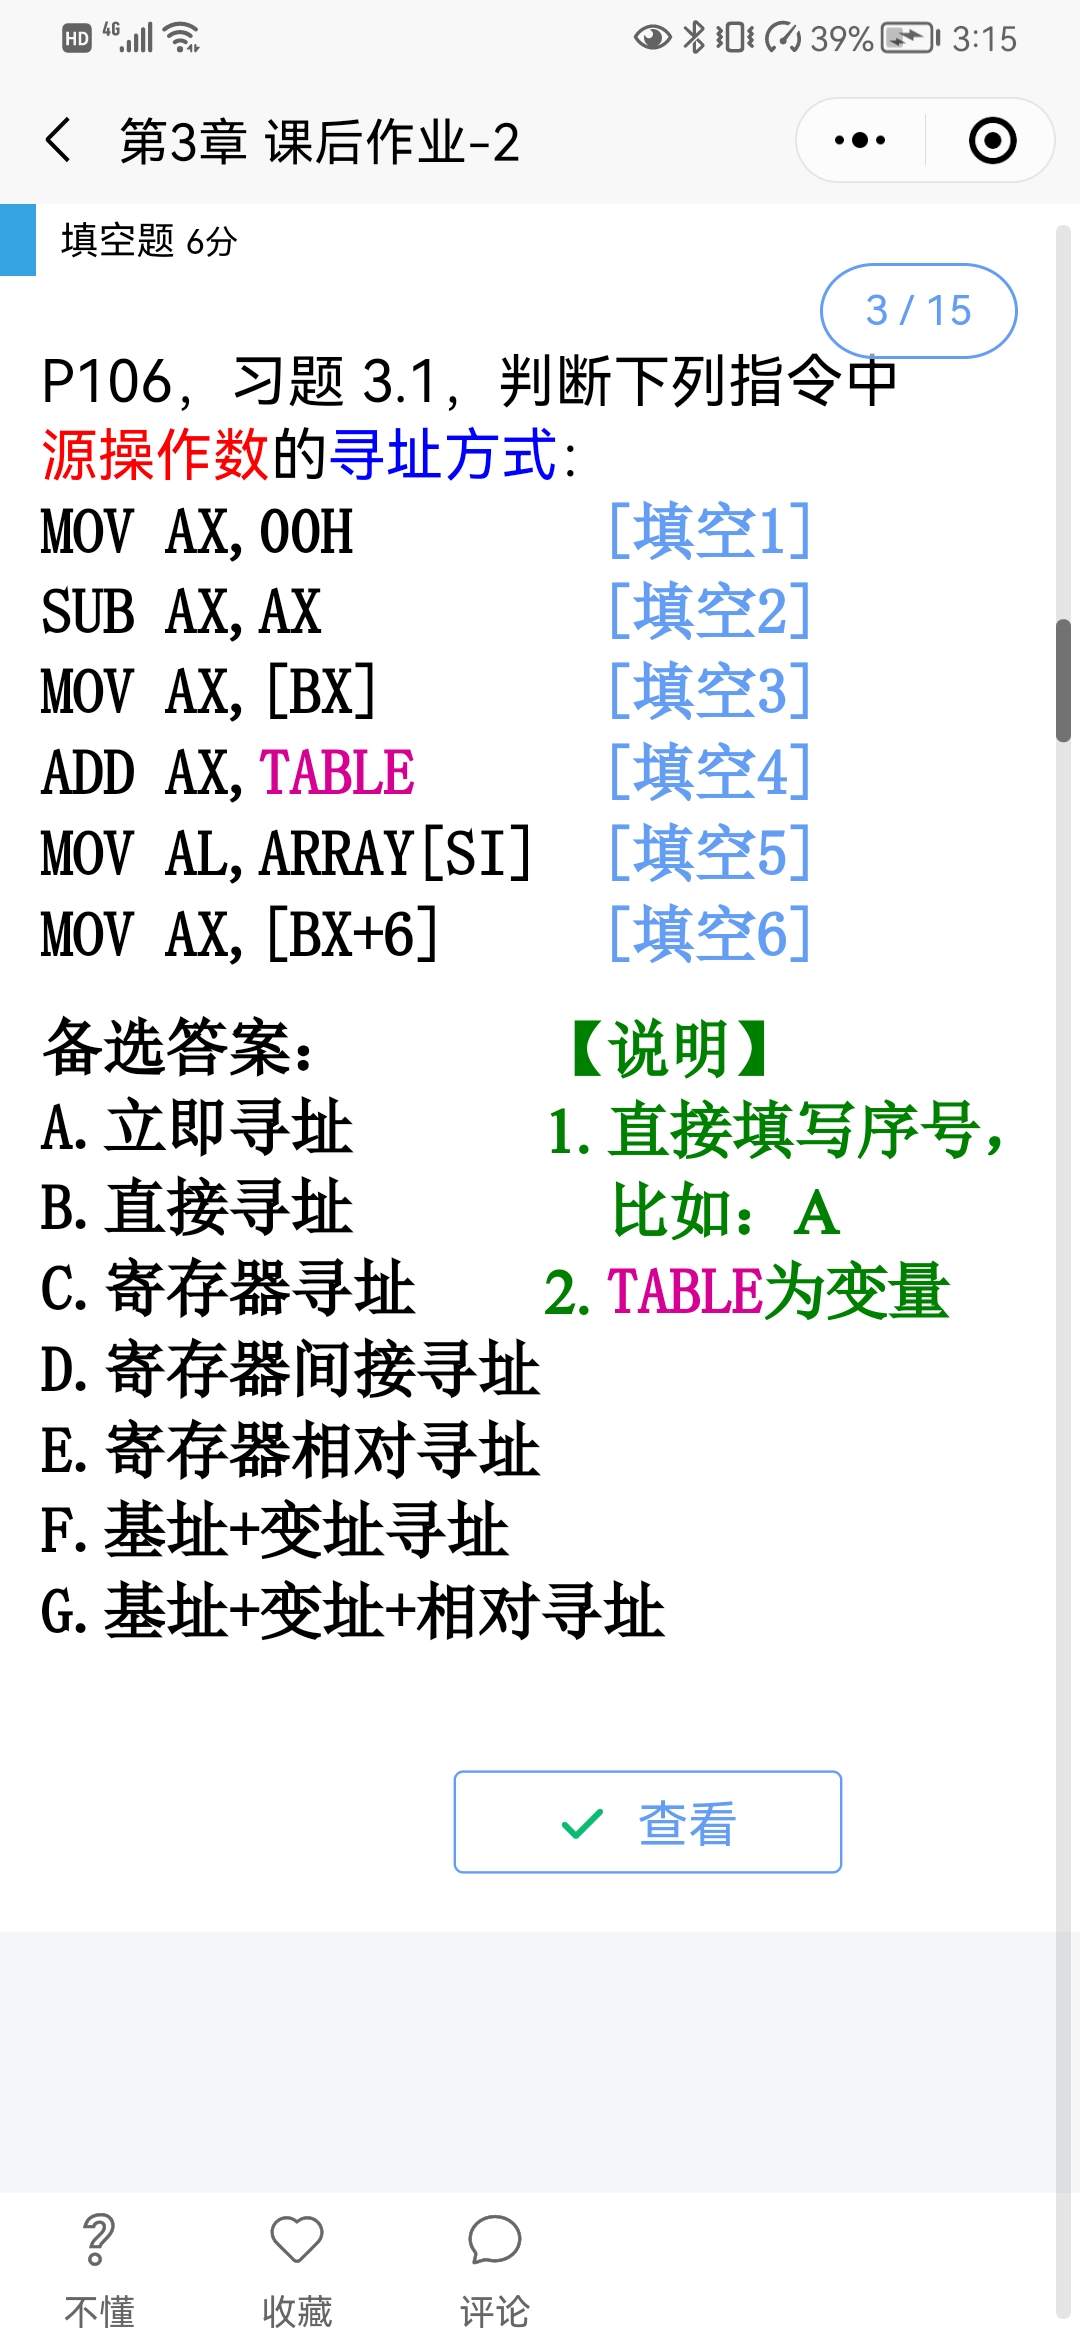 HD 4G 39% 3:15
第3章 课后作业-2
填空题 6分
3 / 15
P106，习题 3.1，判断下列指令中
源操作数的寻址方式：
MOV AX,00H [填空1]
SUB AX,AX [填空2]
MOV AX,[BX] [填空3]
ADD AX,TABLE [填空4]
MOV AL,ARRAY[SI] [填空5]
MOV AX,[BX+6] [填空6]
备选答案： 【说明】
A.立即寻址 1.直接填写序号，
B.直接寻址 比如：A
C.寄存器寻址 2.TABLE为变量
D.寄存器间接寻址
E.寄存器相对寻址
F.基址+变址寻址
G.基址+变址+相对寻址
查看
不懂 收藏 评论